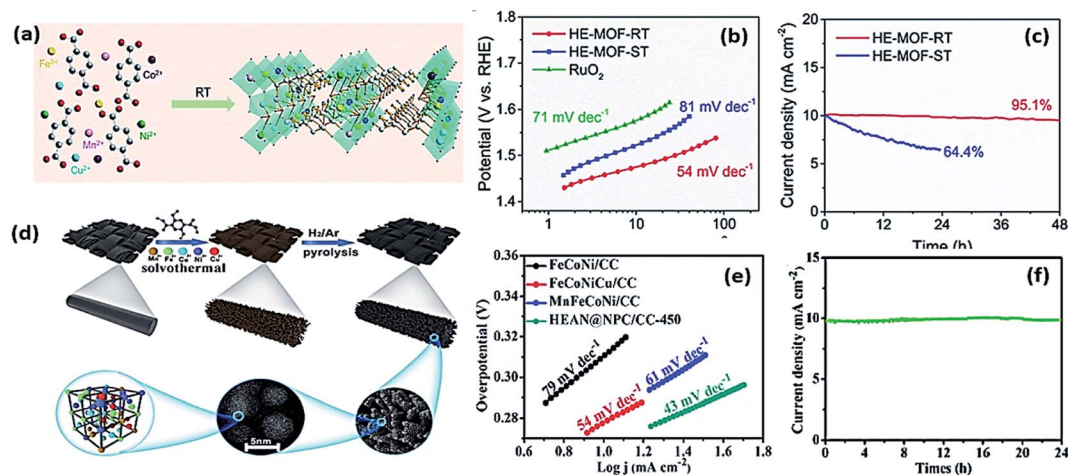 (a)
Fe³⁺
Co²⁺
RT
Ni²⁺
Mn²⁺
Cu²⁺
(b)
HE-MOF-RT
HE-MOF-ST
RuO₂
71 mV dec⁻¹
81 mV dec⁻¹
54 mV dec⁻¹
Potential (V vs. RHE)
1.8
1.7
1.6
1.5
1.4
1
10
100
(c)
HE-MOF-RT
HE-MOF-ST
95.1%
64.4%
Current density (mA cm⁻²)
20
15
10
5
0
0
12
24
36
48
Time (h)
(d)
solvothermal
H₂/Ar
pyrolysis
5nm
(e)
FeCoNi/CC
FeCoNiCu/CC
MnFeCoNi/CC
HEAN@NPC/CC-450
79 mV dec⁻¹
54 mV dec⁻¹
61 mV dec⁻¹
43 mV dec⁻¹
Overpotential (V)
0.36
0.34
0.32
0.30
0.28
0.6
0.8
1.0
1.2
1.4
1.6
1.8
Log j (mA cm⁻²)
(f)
Current density (mA cm⁻²)
15
10
5
0
0
4
8
12
16
20
24
Times (h)